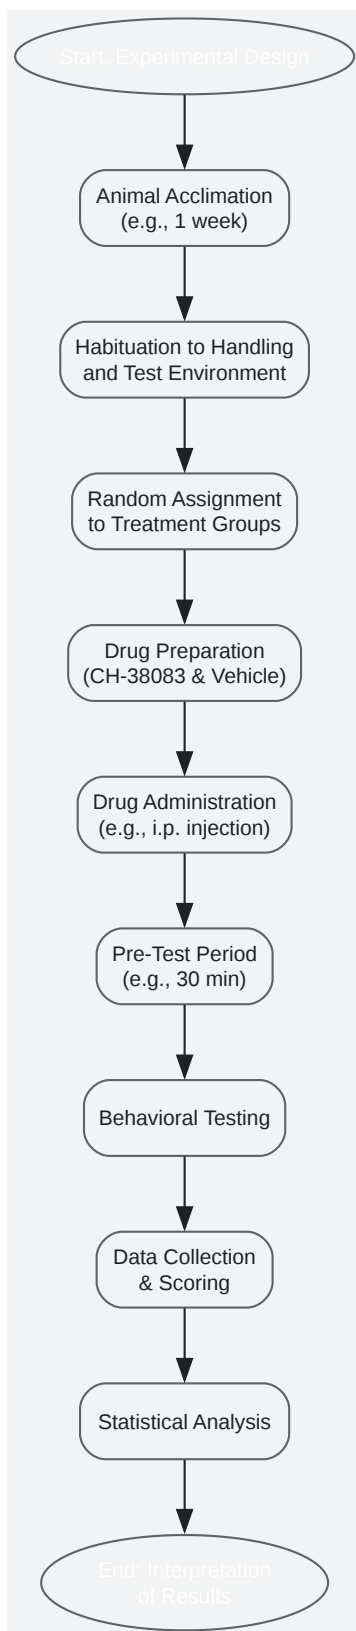 Start: Experimental Design
Animal Acclimation
(e.g., 1 week)
Habituation to Handling
and Test Environment
Random Assignment
to Treatment Groups
Drug Preparation
(CH-38083 & Vehicle)
Drug Administration
(e.g., i.p. injection)
Pre-Test Period
(e.g., 30 min)
Behavioral Testing
Data Collection
& Scoring
Statistical Analysis
End: Interpretation
of Results